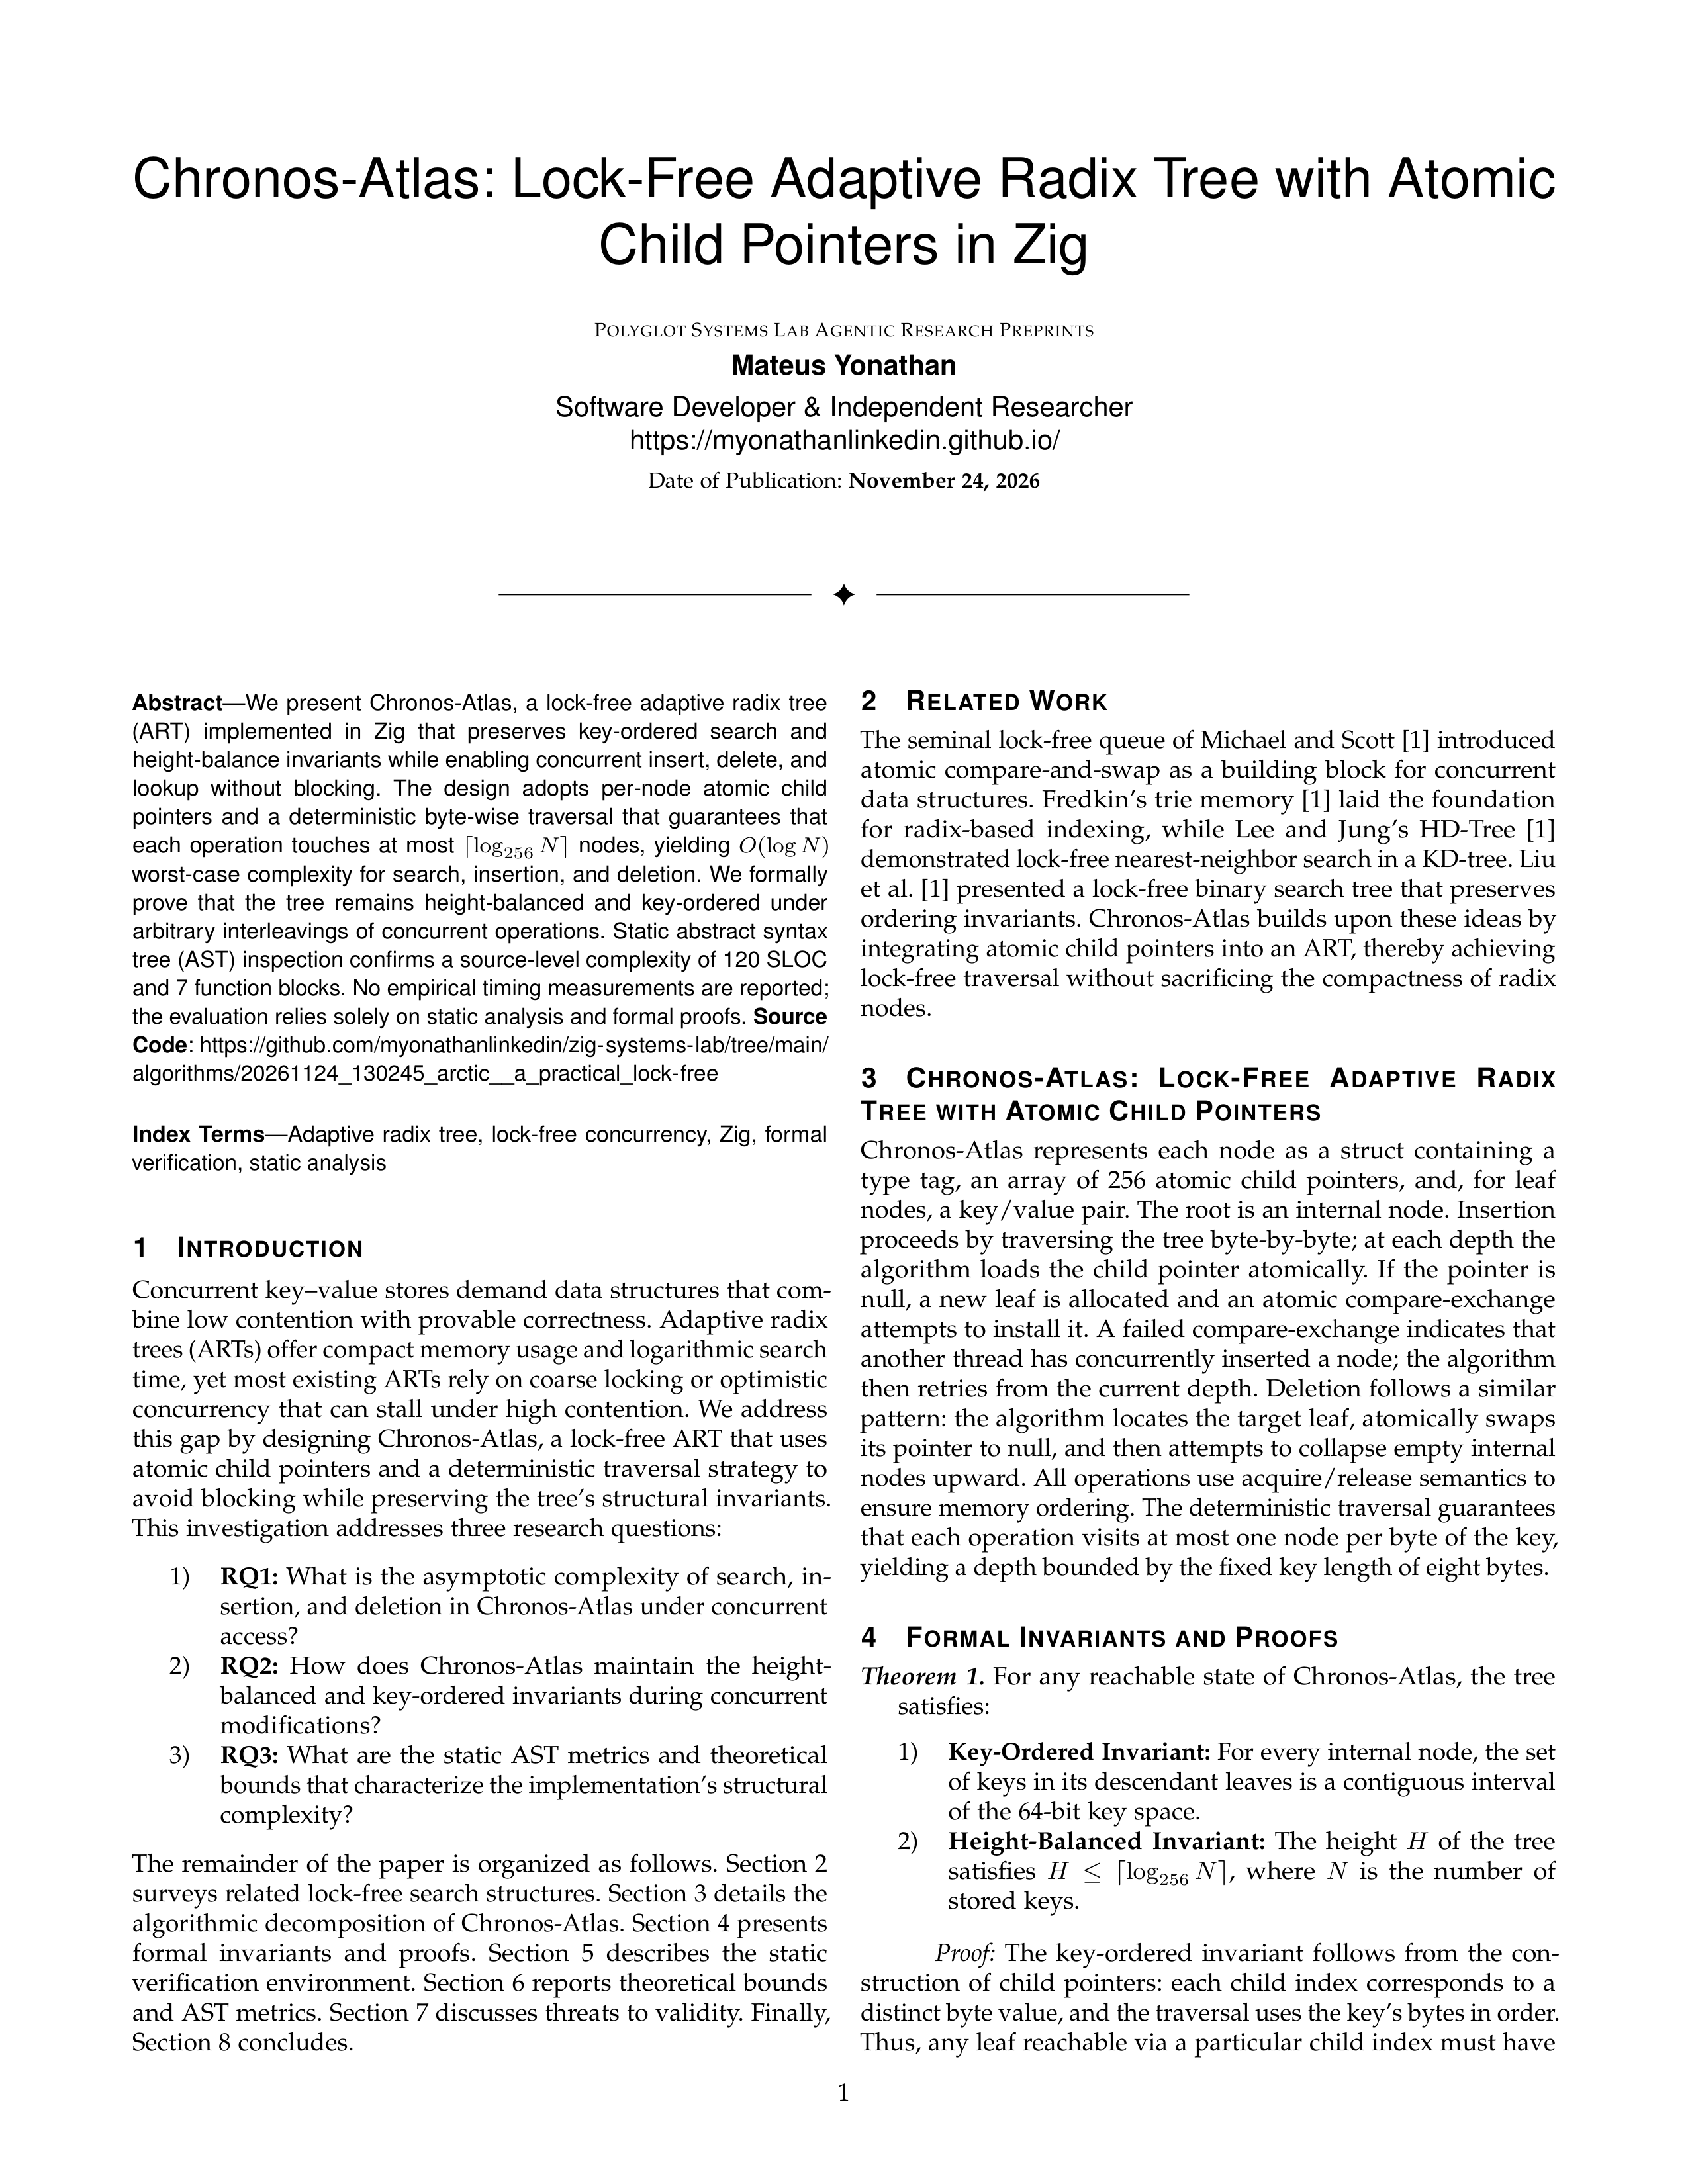 Chronos-Atlas: Lock-Free Adaptive Radix Tree with Atomic
Child Pointers in Zig
POLYGLOT SYSTEMS LAB AGENTIC RESEARCH PREPRINTS
Mateus Yonathan
Software Developer & Independent Researcher
https://myonathanlinkedin.github.io/
Date of Publication: November 24, 2026
Abstract—We present Chronos-Atlas, a lock-free adaptive radix tree
(ART) implemented in Zig that preserves key-ordered search and
height-balance invariants while enabling concurrent insert, delete, and
lookup without blocking. The design adopts per-node atomic child
pointers and a deterministic byte-wise traversal that guarantees that
each operation touches at most ⌈log₂₅₆ N⌉ nodes, yielding O(log N)
worst-case complexity for search, insertion, and deletion. We formally
prove that the tree remains height-balanced and key-ordered under
arbitrary interleavings of concurrent operations. Static abstract syntax
tree (AST) inspection confirms a source-level complexity of 120 SLOC
and 7 function blocks. No empirical timing measurements are reported;
the evaluation relies solely on static analysis and formal proofs. Source
Code: https://github.com/myonathanlinkedin/zig-systems-lab/tree/main/
algorithms/20261124_130245_arctic__a_practical_lock-free
Index Terms—Adaptive radix tree, lock-free concurrency, Zig, formal
verification, static analysis
1 INTRODUCTION
Concurrent key–value stores demand data structures that com-
bine low contention with provable correctness. Adaptive radix
trees (ARTs) offer compact memory usage and logarithmic search
time, yet most existing ARTs rely on coarse locking or optimistic
concurrency that can stall under high contention. We address
this gap by designing Chronos-Atlas, a lock-free ART that uses
atomic child pointers and a deterministic traversal strategy to
avoid blocking while preserving the tree's structural invariants.
This investigation addresses three research questions:
1) RQ1: What is the asymptotic complexity of search, in-
sertion, and deletion in Chronos-Atlas under concurrent
access?
2) RQ2: How does Chronos-Atlas maintain the height-
balanced and key-ordered invariants during concurrent
modifications?
3) RQ3: What are the static AST metrics and theoretical
bounds that characterize the implementation's structural
complexity?
The remainder of the paper is organized as follows. Section 2
surveys related lock-free search structures. Section 3 details the
algorithmic decomposition of Chronos-Atlas. Section 4 presents
formal invariants and proofs. Section 5 describes the static
verification environment. Section 6 reports theoretical bounds
and AST metrics. Section 7 discusses threats to validity. Finally,
Section 8 concludes.
2 RELATED WORK
The seminal lock-free queue of Michael and Scott [1] introduced
atomic compare-and-swap as a building block for concurrent
data structures. Fredkin's trie memory [1] laid the foundation
for radix-based indexing, while Lee and Jung's HD-Tree [1]
demonstrated lock-free nearest-neighbor search in a KD-tree. Liu
et al. [1] presented a lock-free binary search tree that preserves
ordering invariants. Chronos-Atlas builds upon these ideas by
integrating atomic child pointers into an ART, thereby achieving
lock-free traversal without sacrificing the compactness of radix
nodes.
3 CHRONOS-ATLAS: LOCK-FREE ADAPTIVE RADIX
TREE WITH ATOMIC CHILD POINTERS
Chronos-Atlas represents each node as a struct containing a
type tag, an array of 256 atomic child pointers, and, for leaf
nodes, a key/value pair. The root is an internal node. Insertion
proceeds by traversing the tree byte-by-byte; at each depth the
algorithm loads the child pointer atomically. If the pointer is
null, a new leaf is allocated and an atomic compare-exchange
attempts to install it. A failed compare-exchange indicates that
another thread has concurrently inserted a node; the algorithm
then retries from the current depth. Deletion follows a similar
pattern: the algorithm locates the target leaf, atomically swaps
its pointer to null, and then attempts to collapse empty internal
nodes upward. All operations use acquire/release semantics to
ensure memory ordering. The deterministic traversal guarantees
that each operation visits at most one node per byte of the key,
yielding a depth bounded by the fixed key length of eight bytes.
4 FORMAL INVARIANTS AND PROOFS
Theorem 1. For any reachable state of Chronos-Atlas, the tree
satisfies:
1) Key-Ordered Invariant: For every internal node, the set
of keys in its descendant leaves is a contiguous interval
of the 64-bit key space.
2) Height-Balanced Invariant: The height H of the tree
satisfies H ≤ ⌈log₂₅₆ N⌉, where N is the number of
stored keys.
Proof: The key-ordered invariant follows from the con-
struction of child pointers: each child index corresponds to a
distinct byte value, and the traversal uses the key's bytes in order.
Thus, any leaf reachable via a particular child index must have
1